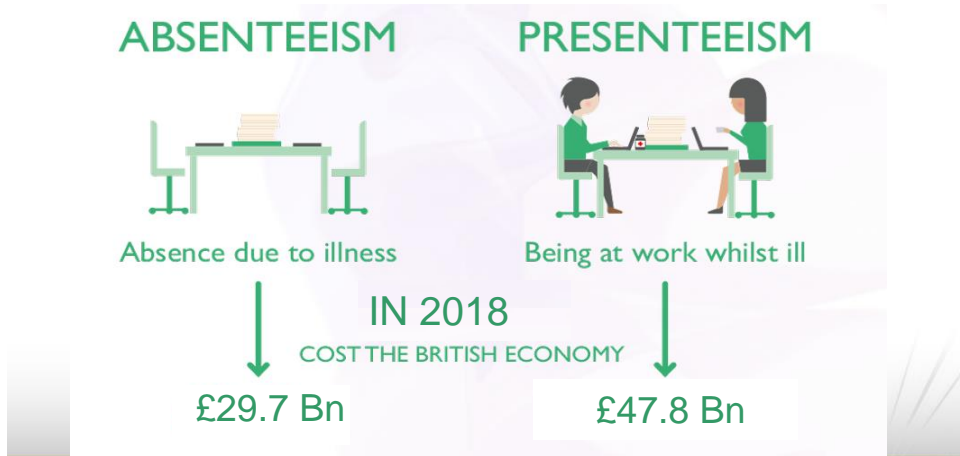 ABSENTEEISM
PRESENTEEISM
Absence due to illness
Being at work whilst ill
IN 2018
COST THE BRITISH ECONOMY
£29.7 Bn
£47.8 Bn